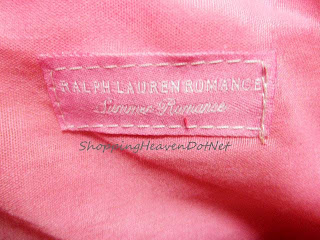 RALPH LAUREN ROMANCE
Summer Romance
ShoppingHeavenDotNet